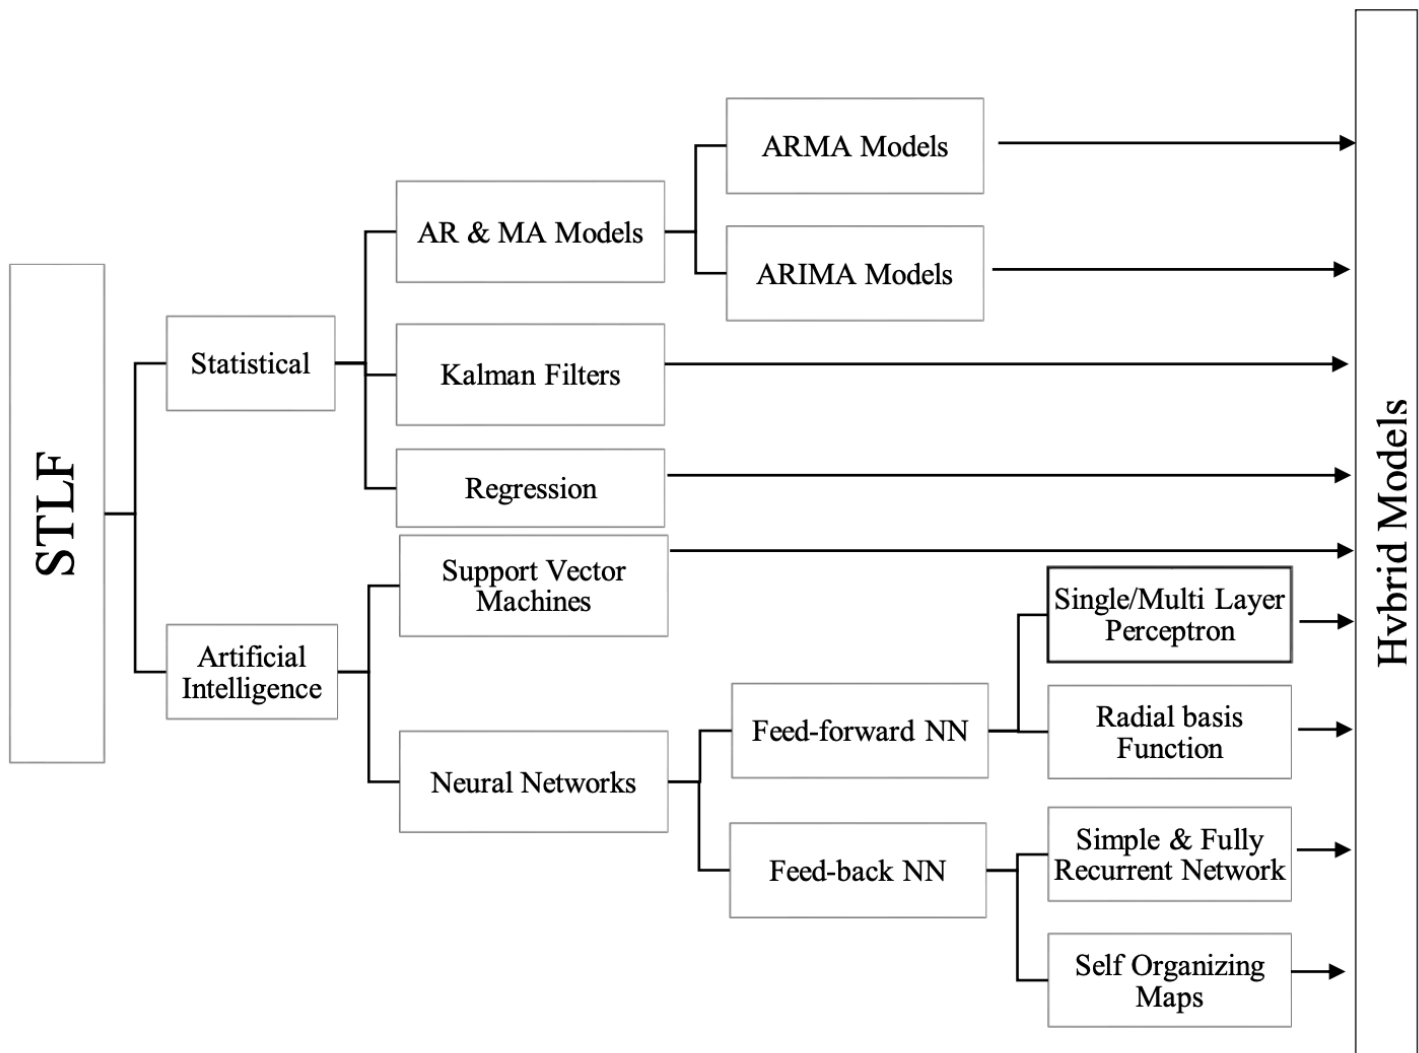 STLF
Statistical
Artificial
Intelligence
AR & MA Models
Kalman Filters
Regression
Support Vector
Machines
Neural Networks
ARMA Models
ARIMA Models
Feed-forward NN
Feed-back NN
Single/Multi Layer
Perceptron
Radial basis
Function
Simple & Fully
Recurrent Network
Self Organizing
Maps
Hybrid Models